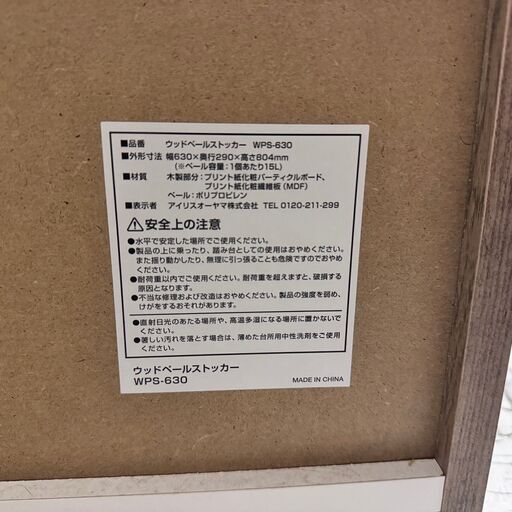 ■品番　ウッドペールストッカー　WPS-630
■外形寸法　幅630×奥行290×高さ804mm
(※ペール容量：1個あたり15L)
■材質　木製部分：プリント紙化粧パーティクルボード、
プリント紙化粧繊維板 (MDF)
ペール：ポリプロピレン
■表示者　アイリスオーヤマ株式会社　TEL 0120-211-299
⚠安全上の注意
●水平で安定した場所でご使用ください。
●製品の上に乗ったり、踏み台としての使用はおやめください。
また揺り動かしたり、無理に引っ張ることも危険ですのでおやめ
ください。
●耐荷重以内でご使用ください。耐荷重を超えますと、破損する
原因となります。
●不当な修理および改造はおやめください。製品の強度を弱め、
けがをするおそれがあります。
●直射日光のあたる場所や、高温多湿になる場所に置かないで
ください。
●著しい汚れを落とす場合は、薄めた台所用中性洗剤をご使用
ください。
ウッドペールストッカー
WPS-630
MADE IN CHINA